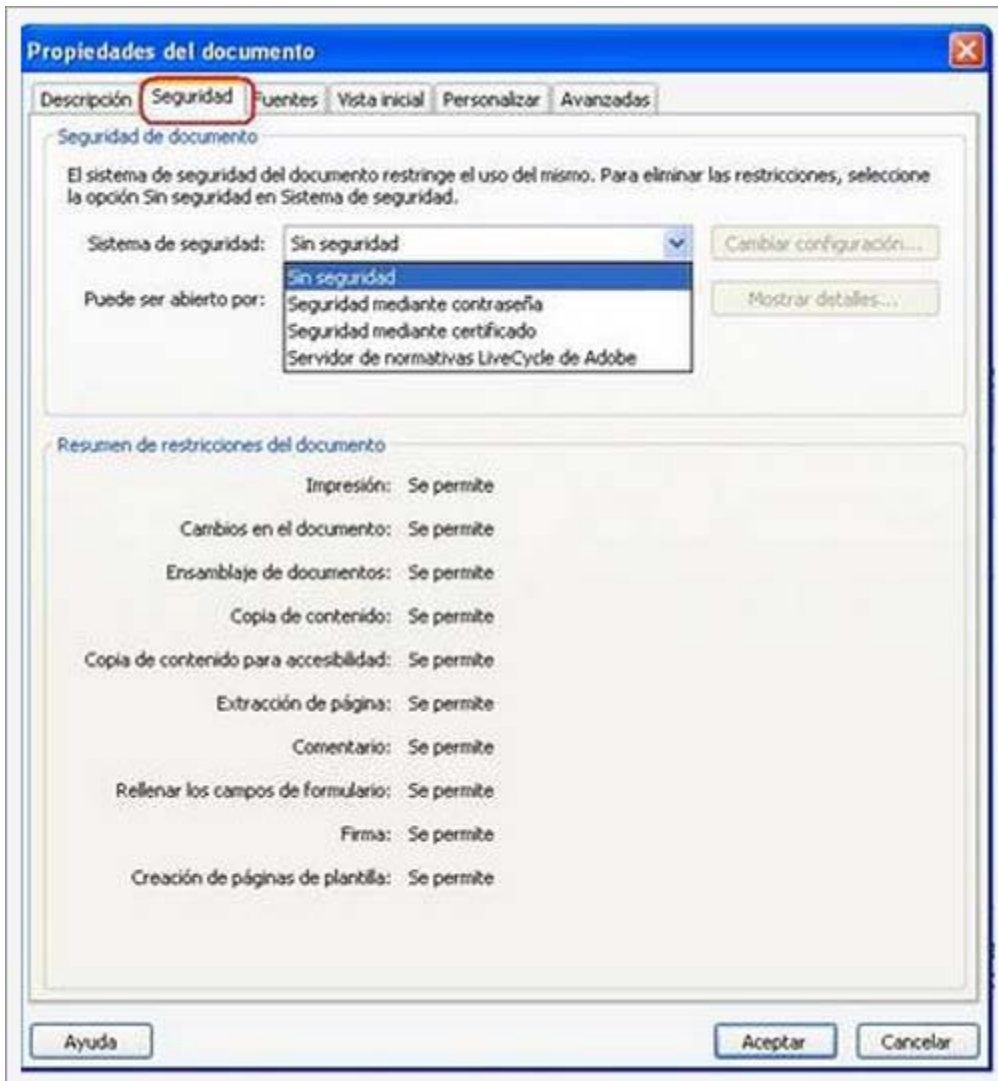 Propiedades del documento
Descripción Seguridad Fuentes Vista inicial Personalizar Avanzadas
Seguridad de documento
El sistema de seguridad del documento restringe el uso del mismo. Para eliminar las restricciones, seleccione
la opción Sin seguridad en Sistema de seguridad.
Sistema de seguridad: Sin seguridad Cambiar configuración...
Sin seguridad
Puede ser abierto por: Seguridad mediante contraseña Mostrar detalles...
Seguridad mediante certificado
Servidor de normativas LiveCycle de Adobe
Resumen de restricciones del documento
Impresión: Se permite
Cambios en el documento: Se permite
Ensamblaje de documentos: Se permite
Copia de contenido: Se permite
Copia de contenido para accesibilidad: Se permite
Extracción de página: Se permite
Comentario: Se permite
Rellenar los campos de formulario: Se permite
Firma: Se permite
Creación de páginas de plantilla: Se permite
Ayuda Aceptar Cancelar